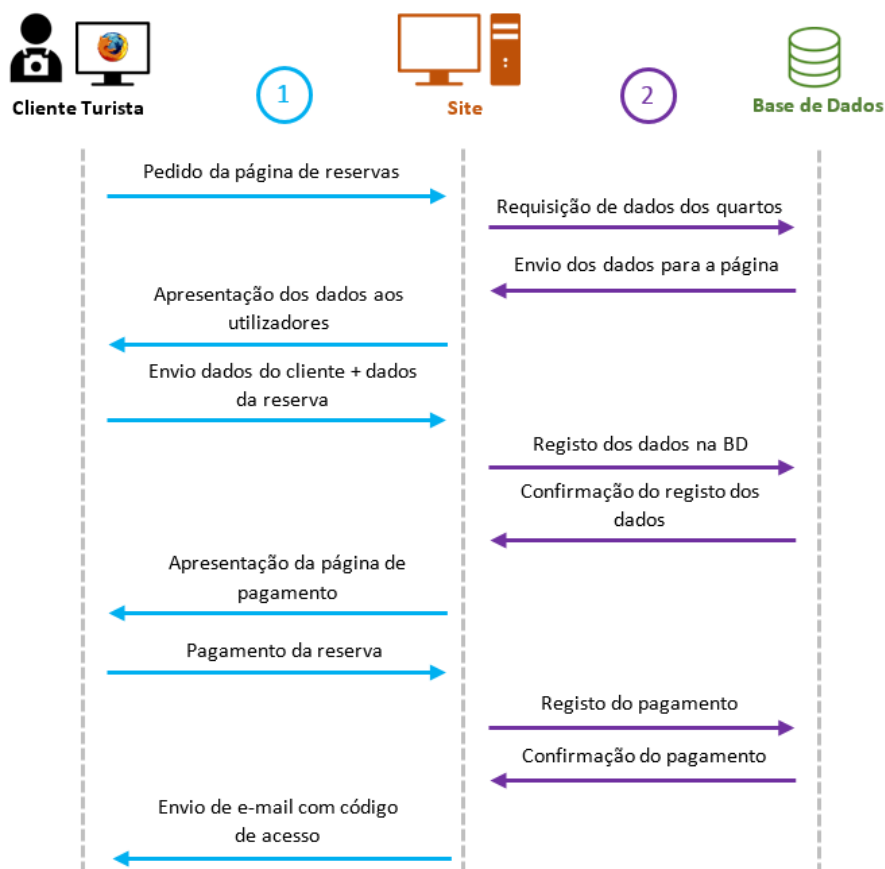 Cliente Turista
1
Site
2
Base de Dados
Pedido da página de reservas
Requisição de dados dos quartos
Envio dos dados para a página
Apresentação dos dados aos
utilizadores
Envio dados do cliente + dados
da reserva
Registo dos dados na BD
Confirmação do registo dos
dados
Apresentação da página de
pagamento
Pagamento da reserva
Registo do pagamento
Confirmação do pagamento
Envio de e-mail com código
de acesso